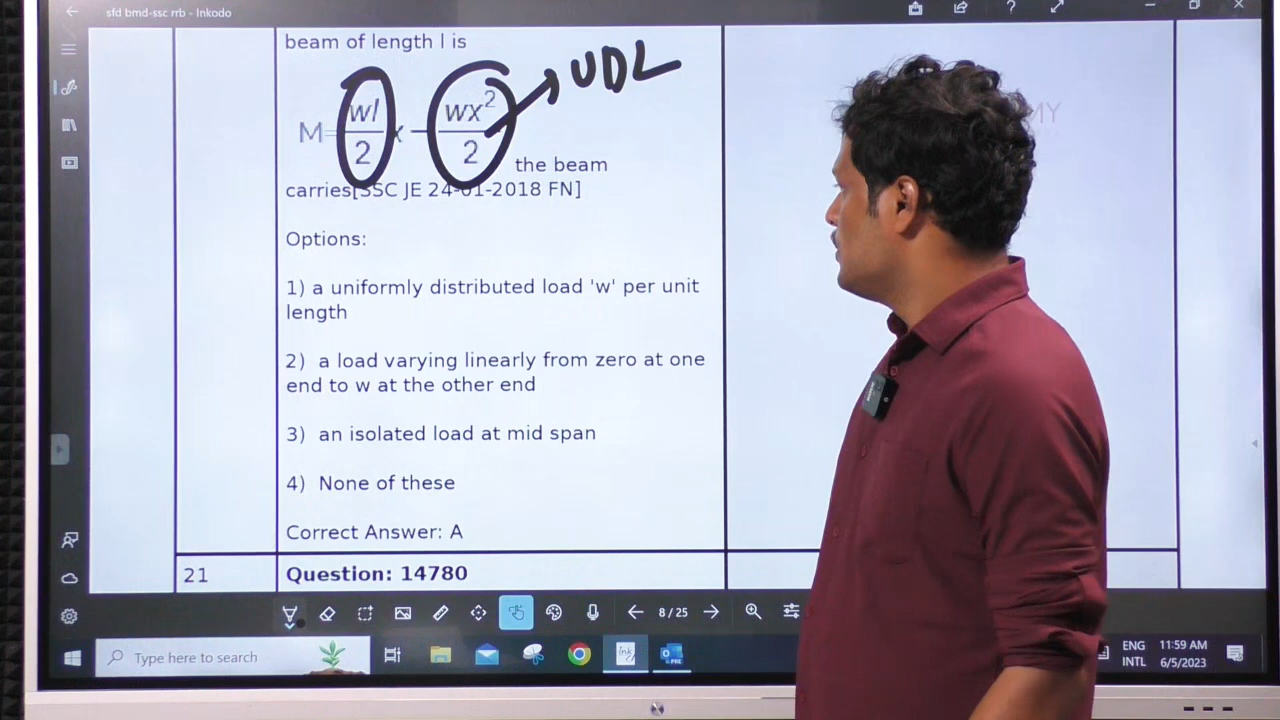 sfd bmd-ssc rrb - Inkodo
beam of length l is
UDL
M= wl/2 x − wx²/2 the beam
carries[SSC JE 24-01-2018 FN]
MY
Options:
1) a uniformly distributed load 'w' per unit
length
2) a load varying linearly from zero at one
end to w at the other end
3) an isolated load at mid span
4) None of these
Correct Answer: A
21 Question: 14780
8 / 25
Type here to search
ink
PRE
ENG 11:59 AM
INTL 6/5/2023